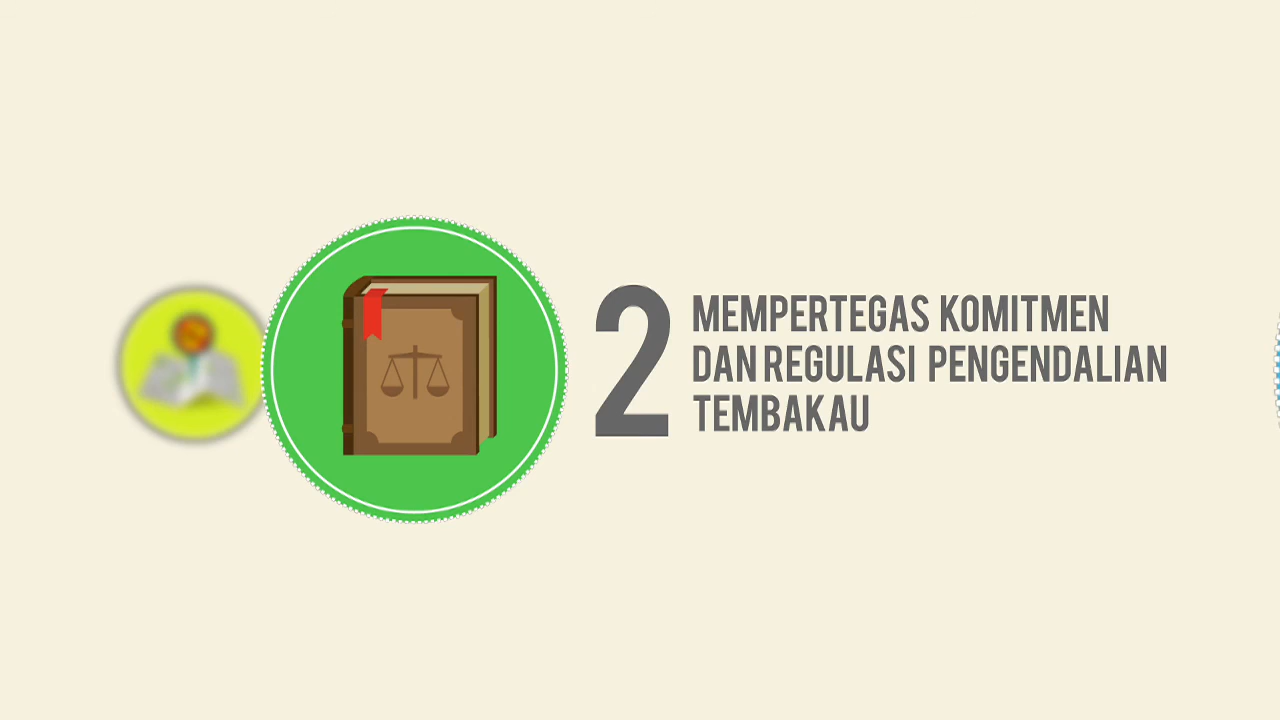 2
MEMPERTEGAS KOMITMEN
DAN REGULASI PENGENDALIAN
TEMBAKAU